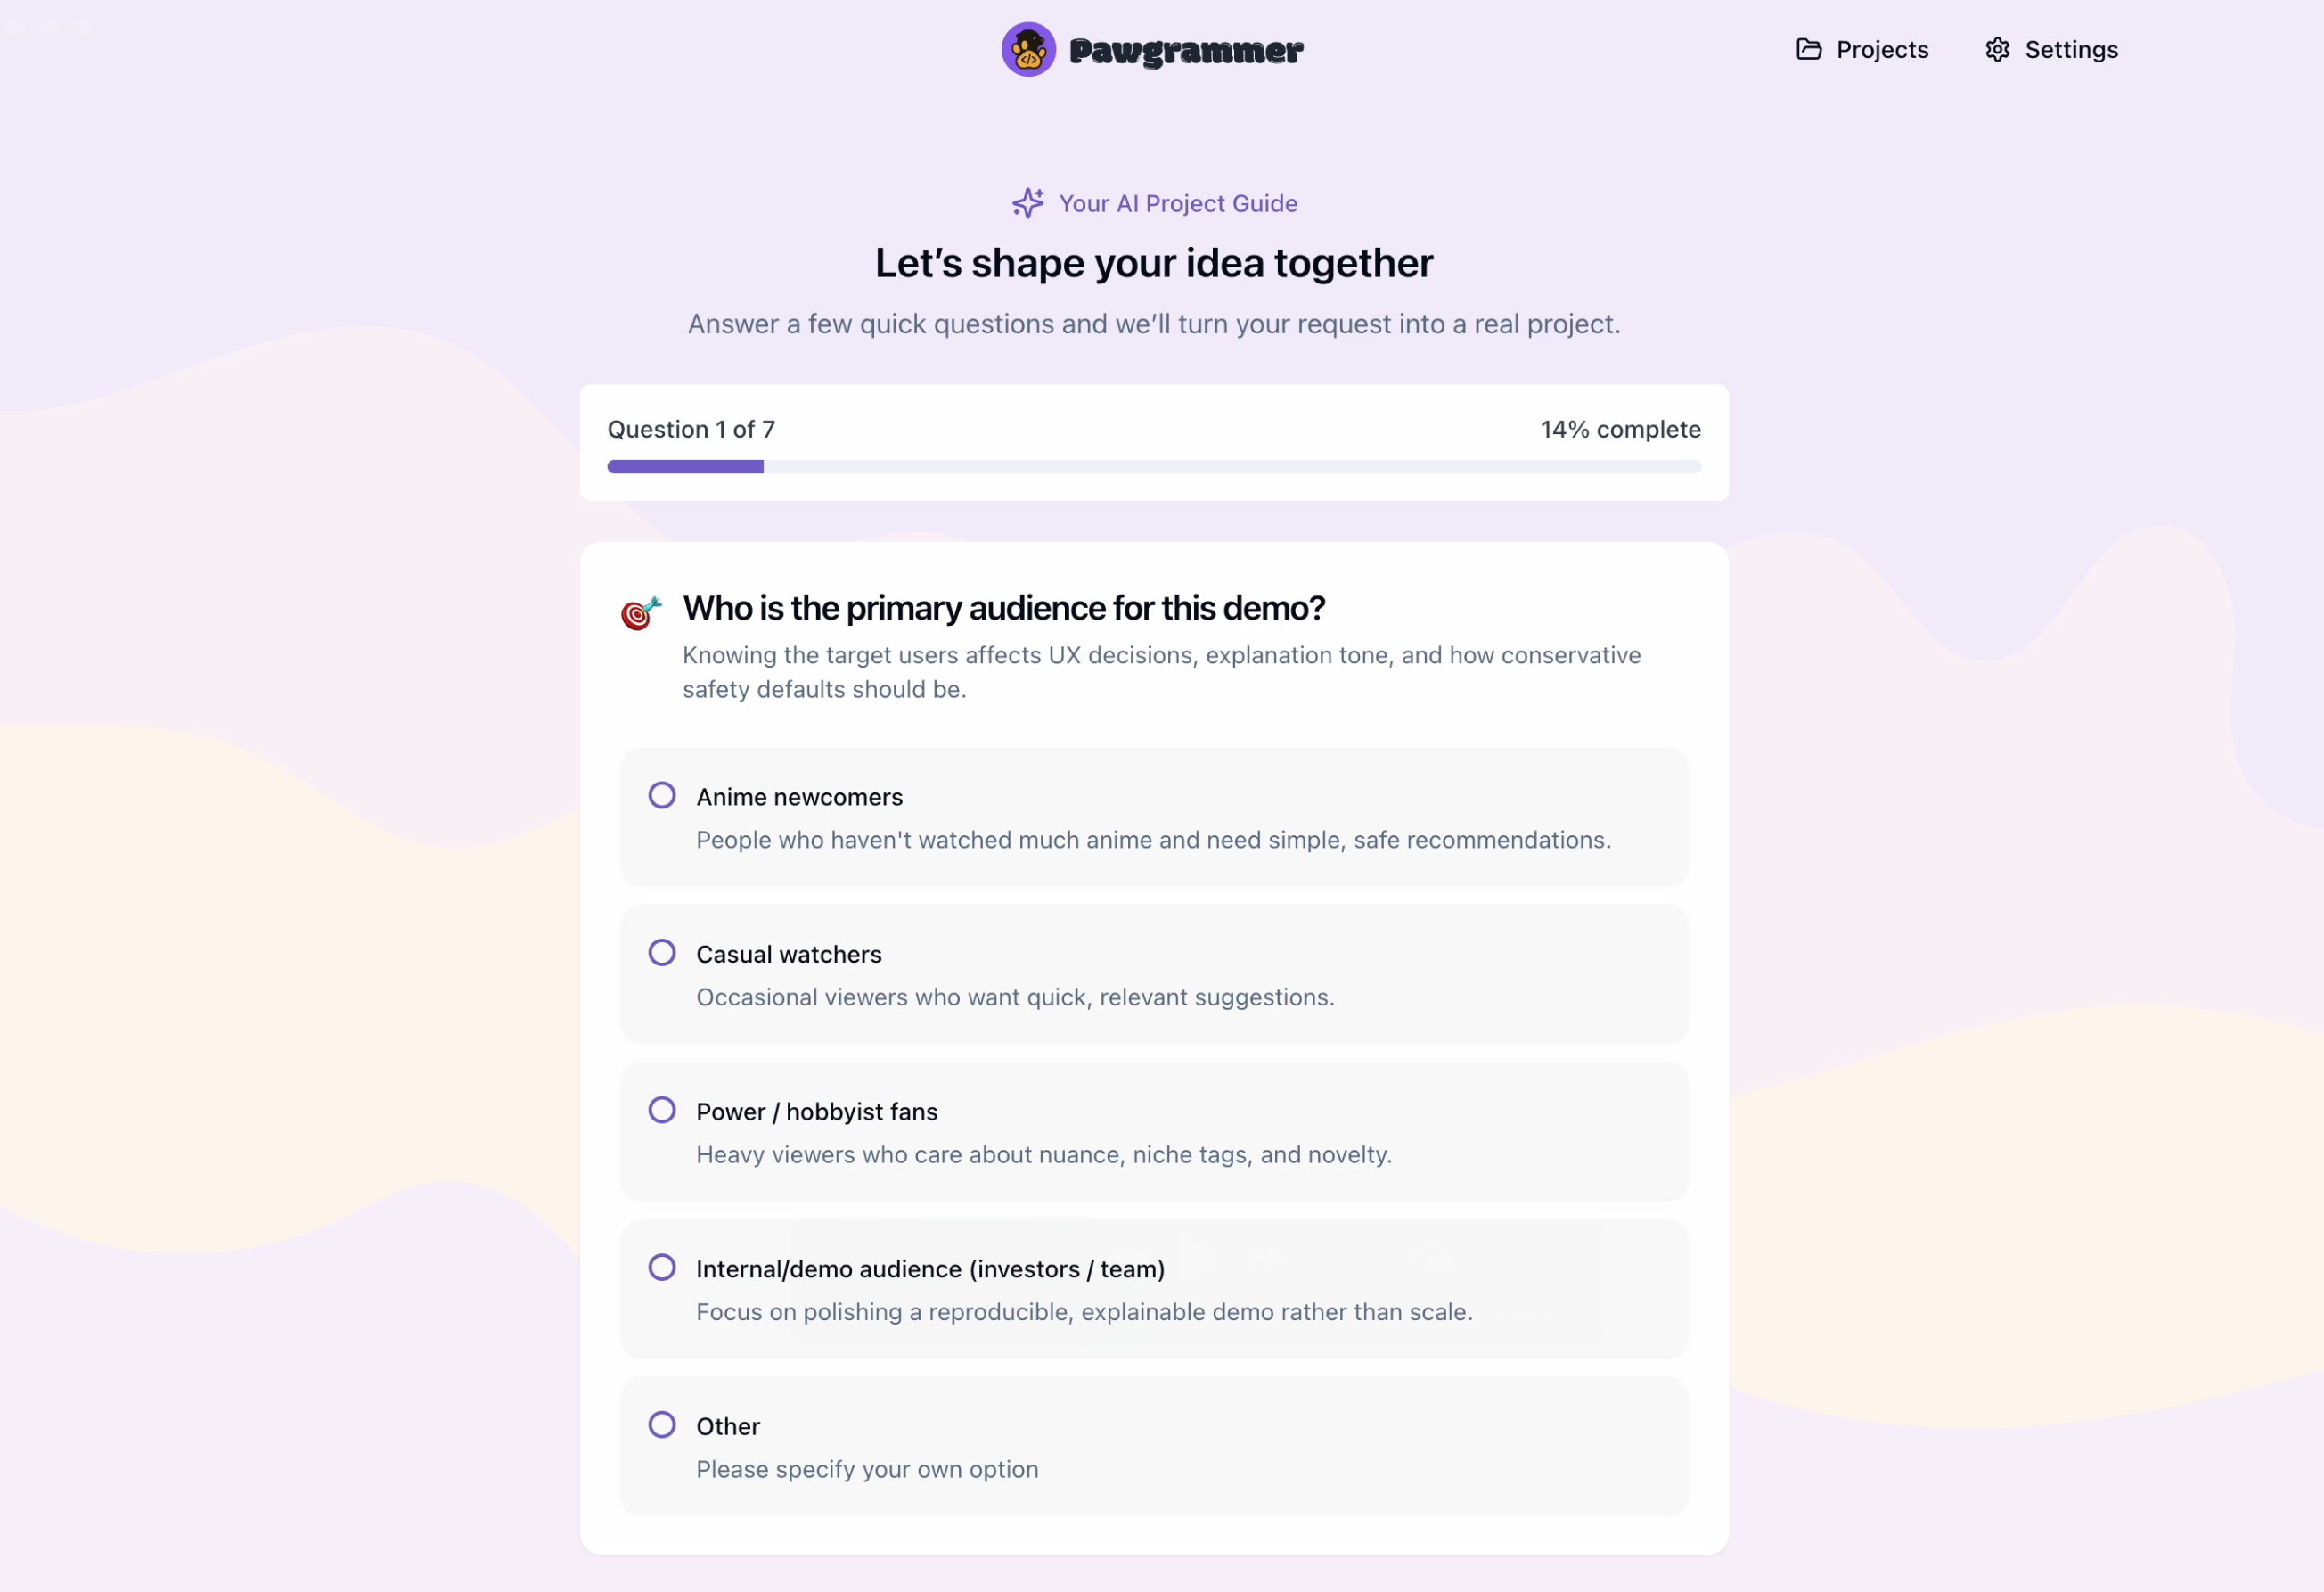 Pawgrammer
Projects
Settings
Your AI Project Guide
Let’s shape your idea together
Answer a few quick questions and we’ll turn your request into a real project.
Question 1 of 7
14% complete
Who is the primary audience for this demo?
Knowing the target users affects UX decisions, explanation tone, and how conservative
safety defaults should be.
Anime newcomers
People who haven't watched much anime and need simple, safe recommendations.
Casual watchers
Occasional viewers who want quick, relevant suggestions.
Power / hobbyist fans
Heavy viewers who care about nuance, niche tags, and novelty.
Internal/demo audience (investors / team)
Focus on polishing a reproducible, explainable demo rather than scale.
Other
Please specify your own option